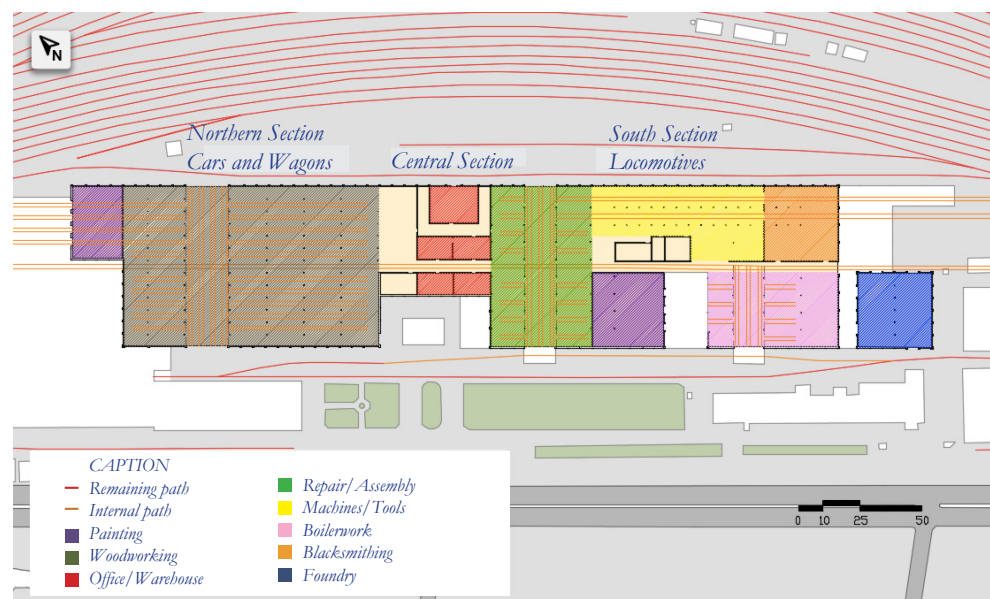 N
Northern Section
Cars and Wagons
Central Section
South Section
Locomotives
CAPTION
Remaining path
Internal path
Painting
Woodworking
Office/Warehouse
Repair/Assembly
Machines/Tools
Boilerwork
Blacksmithing
Foundry
0 10 25 50